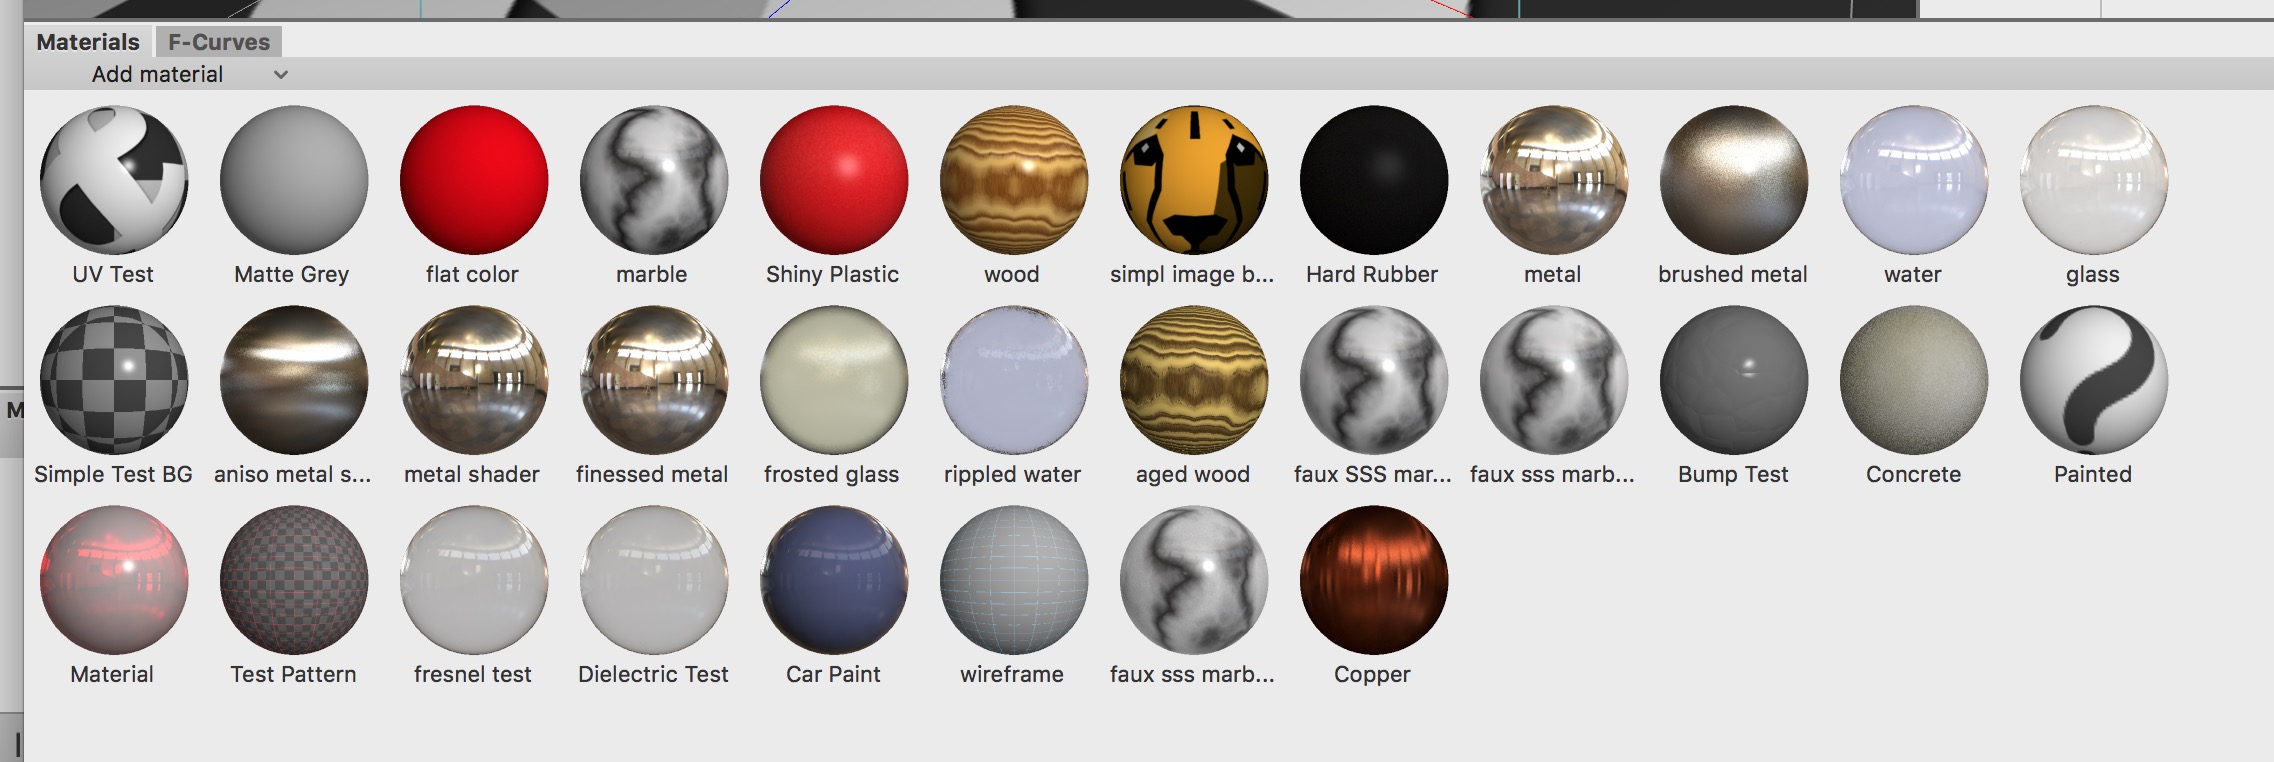 Materials F-Curves
Add material
UV Test Matte Grey flat color marble Shiny Plastic wood simpl image b... Hard Rubber metal brushed metal water glass
M
Simple Test BG aniso metal s... metal shader finessed metal frosted glass rippled water aged wood faux SSS mar... faux sss marb... Bump Test Concrete Painted
Material Test Pattern fresnel test Dielectric Test Car Paint wireframe faux sss marb... Copper